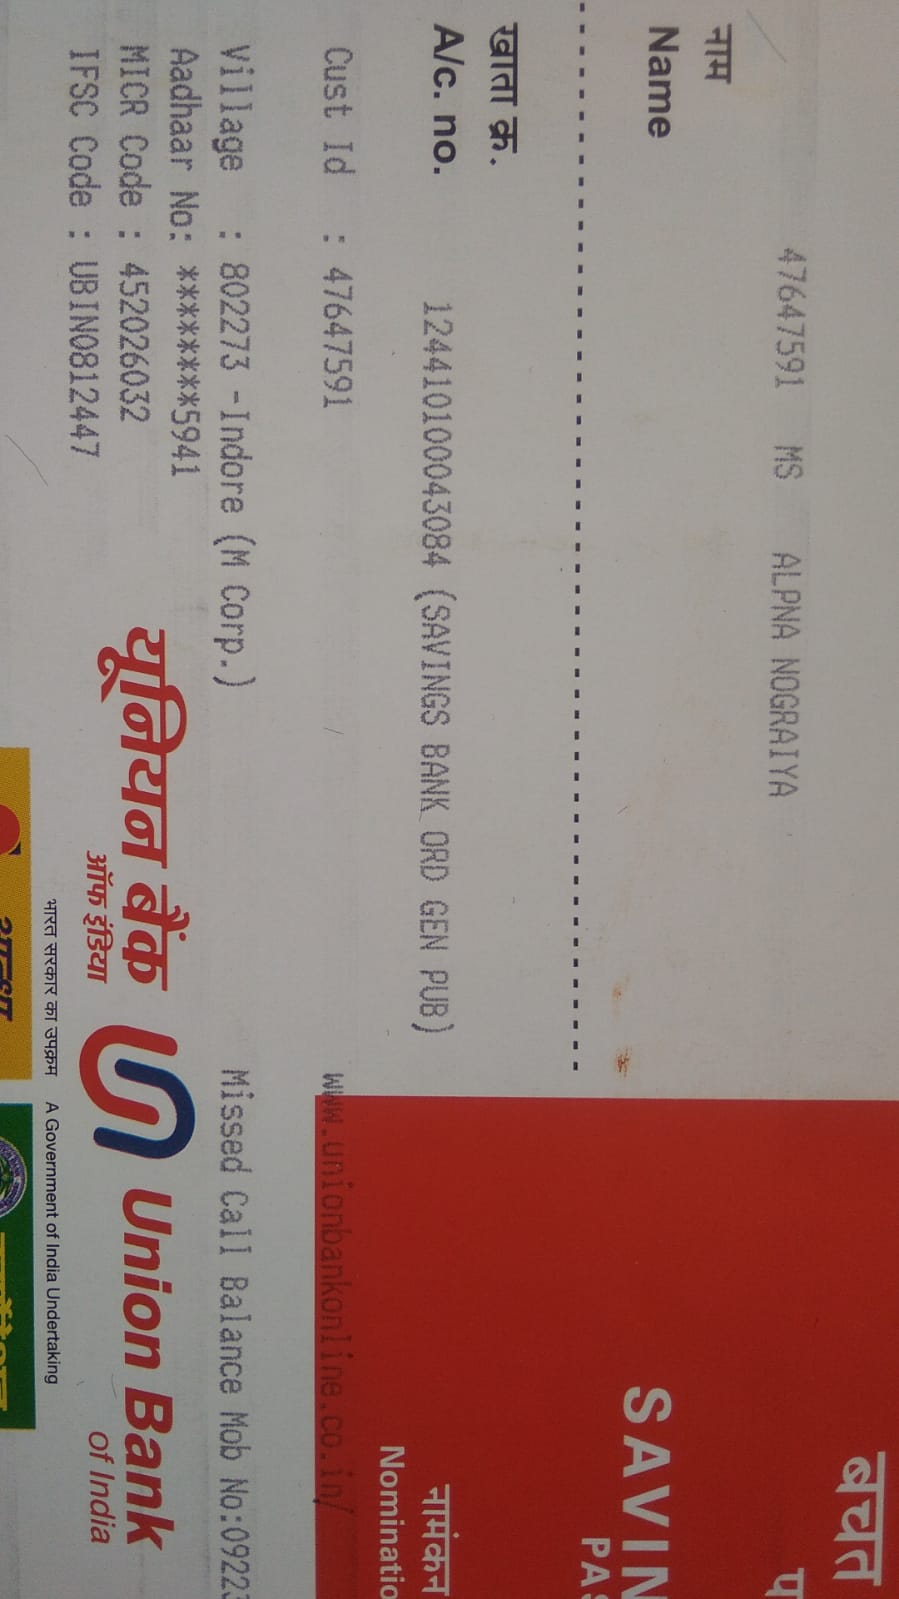 बचत
SAVIN
47647591 MS ALPNA NOGRAIYA
नाम
Name
खाता क्र.
A/c. no. 124410100043084 (SAVINGS BANK ORD GEN PUB)
नामंकन
Nominatio
Cust Id : 47647591 www.unionbankonline.co.in/
Village : 802273 -Indore (M Corp.) Missed Call Balance Mob No:09223
Aadhaar No: *******5941
MICR Code : 452026032
IFSC Code : UBIN0812447
यूनियन बैंक Union Bank
ऑफ इंडिया of India
भारत सरकार का उपक्रम A Government of India Undertaking